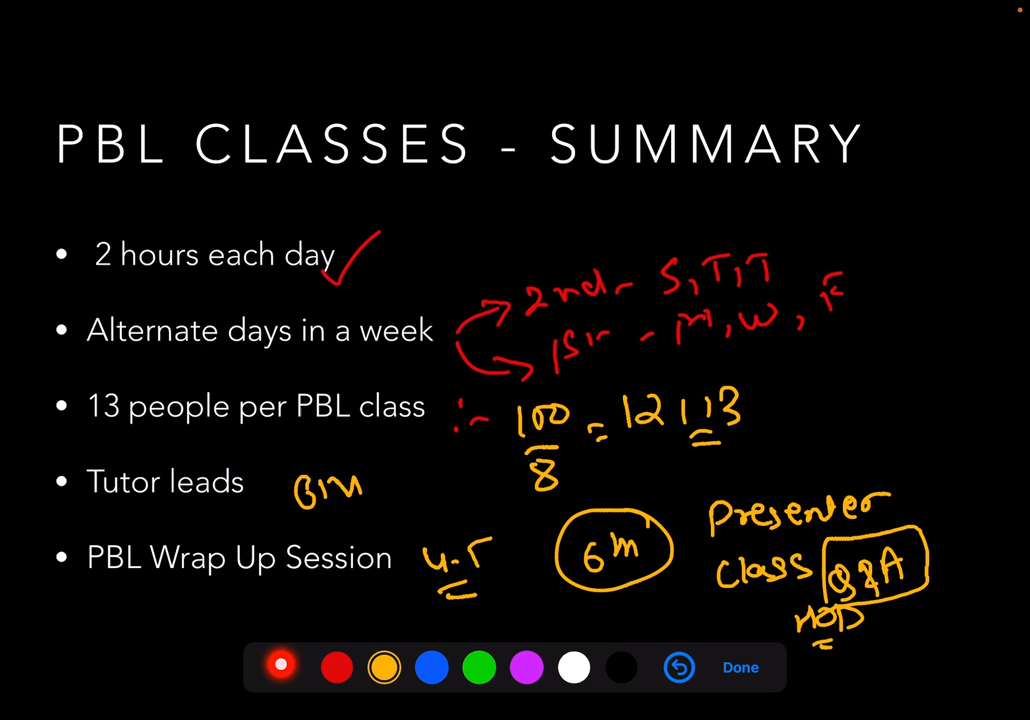 PBL CLASSES - SUMMARY
• 2 hours each day
2nd - S, T, T
• Alternate days in a week
1st - M, W, F
• 13 people per PBL class :- 100/8 = 12, 13
• Tutor leads
Presenter
• PBL Wrap Up Session 4-5 6m Class Q&A
HOD
Done